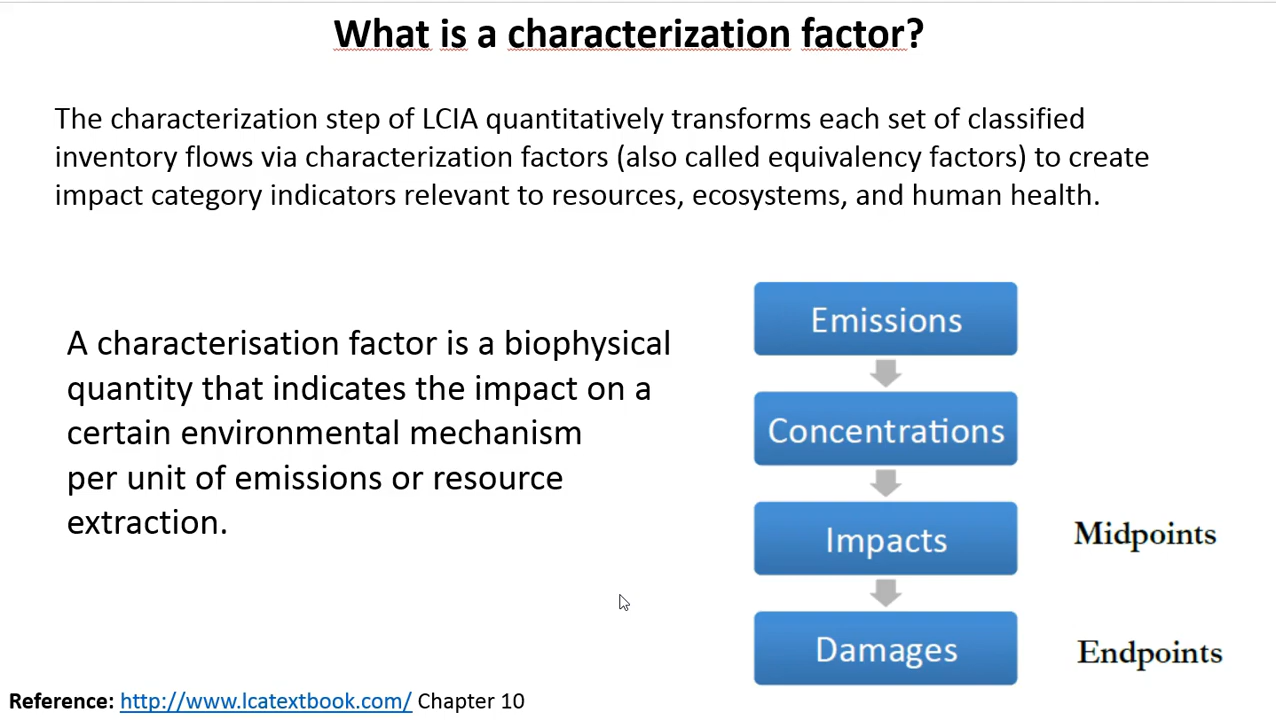 What is a characterization factor?
The characterization step of LCIA quantitatively transforms each set of classified
inventory flows via characterization factors (also called equivalency factors) to create
impact category indicators relevant to resources, ecosystems, and human health.
A characterisation factor is a biophysical
quantity that indicates the impact on a
certain environmental mechanism
per unit of emissions or resource
extraction.
Emissions
Concentrations
Impacts
Midpoints
Damages
Endpoints
Reference: http://www.lcatextbook.com/ Chapter 10